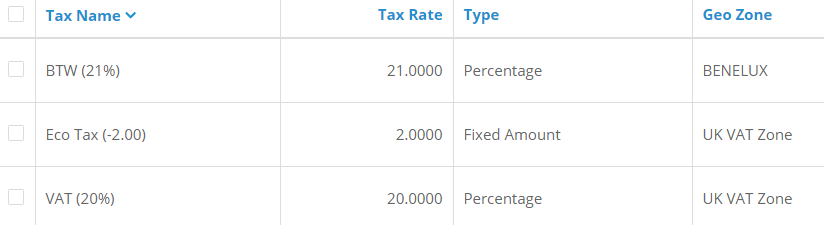 Tax Name Tax Rate Type Geo Zone
BTW (21%) 21.0000 Percentage BENELUX
Eco Tax (-2.00) 2.0000 Fixed Amount UK VAT Zone
VAT (20%) 20.0000 Percentage UK VAT Zone